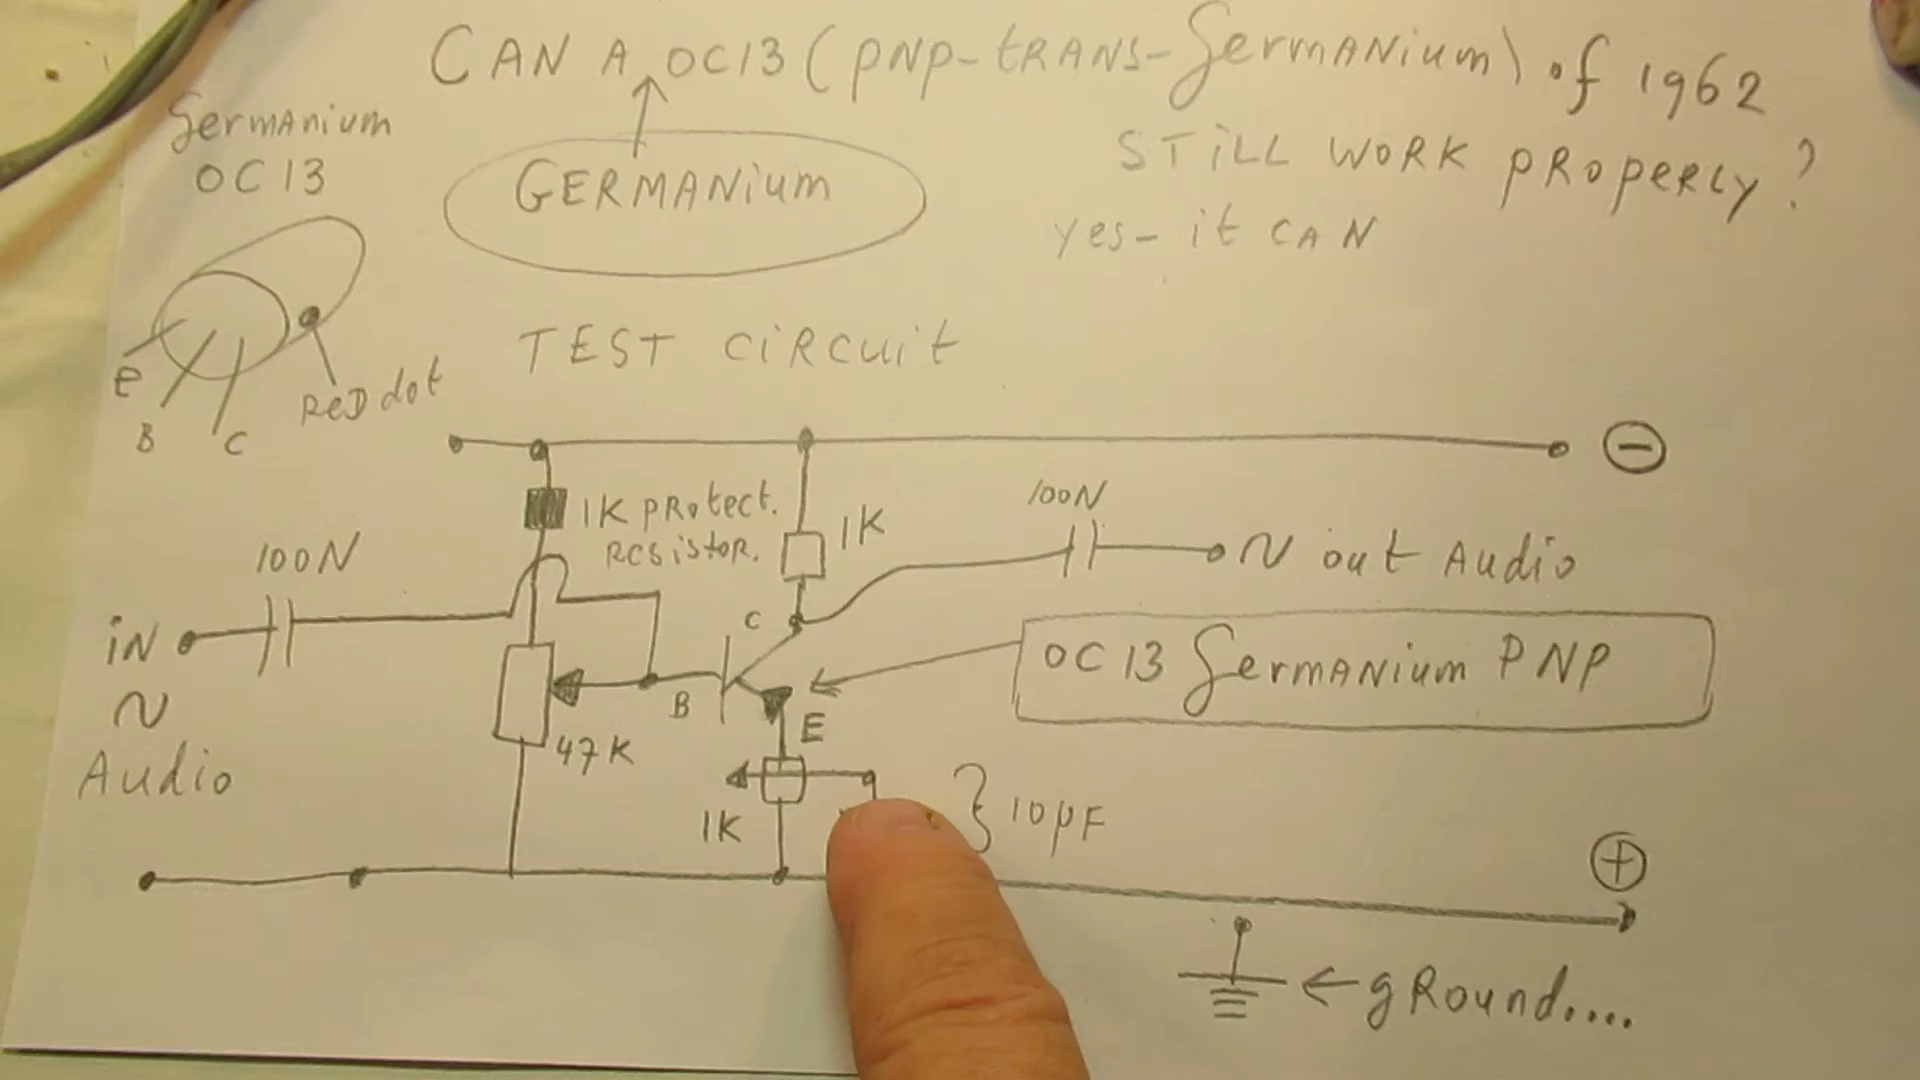 CAN A OC13 (PNP-TRANS-Germanium) of 1962
GERMANium
STiLL WORK PROPERLY?
yes- it CAN
Germanium
OC13
E
B
C
ReD dot
TEST CiRCuit
−
1K PRotect.
Resistor.
1K
100N
~ out Audio
100N
iN
~
Audio
C
B
E
OC13 Germanium PNP
47K
1K
10µF
+
← gRound....